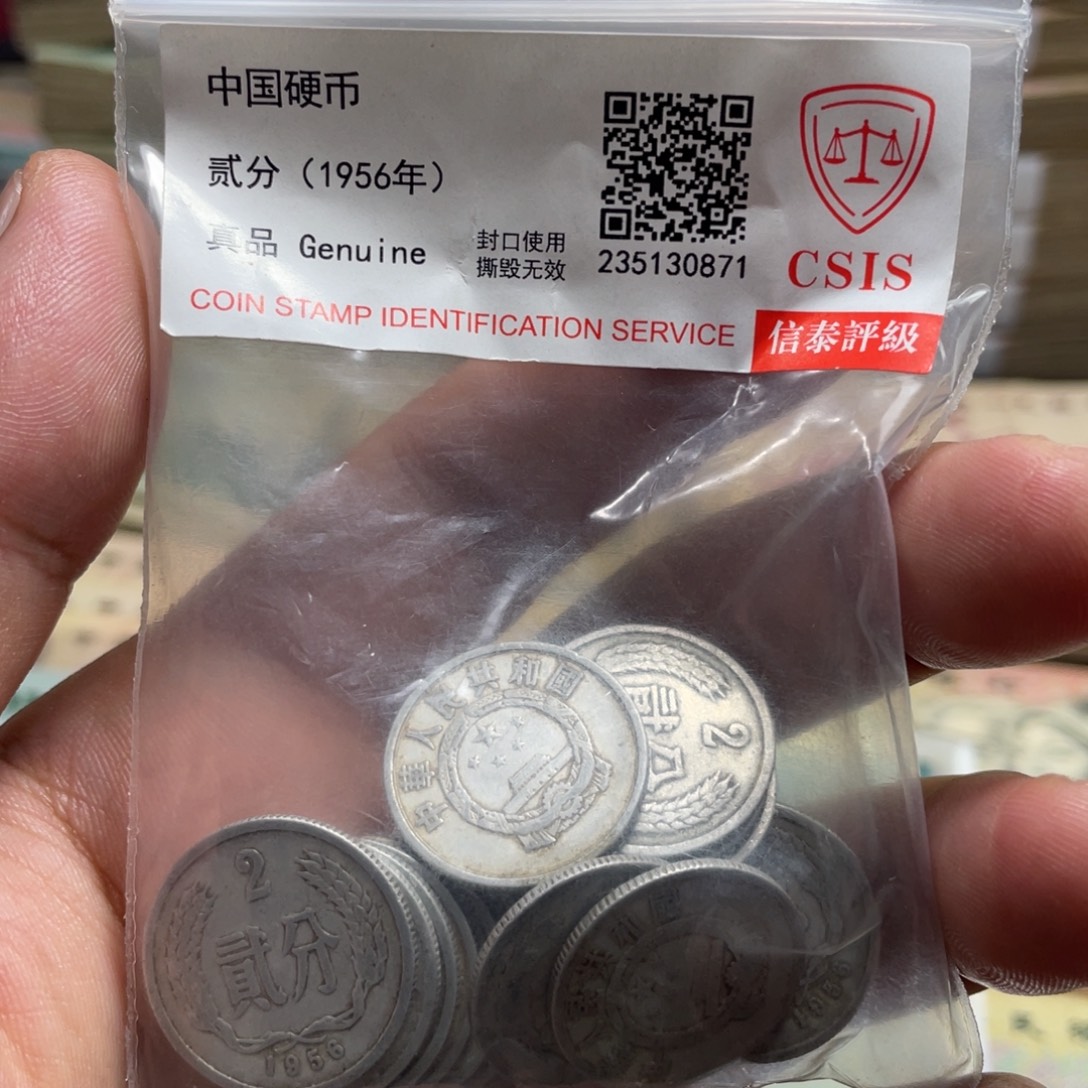 中国硬币
贰分（1956年）
真品 Genuine
封口使用
撕毁无效
235130871
CSIS
COIN STAMP IDENTIFICATION SERVICE
信泰評級
中華人民共和国
2
貳分
2
貳分
1956
1956